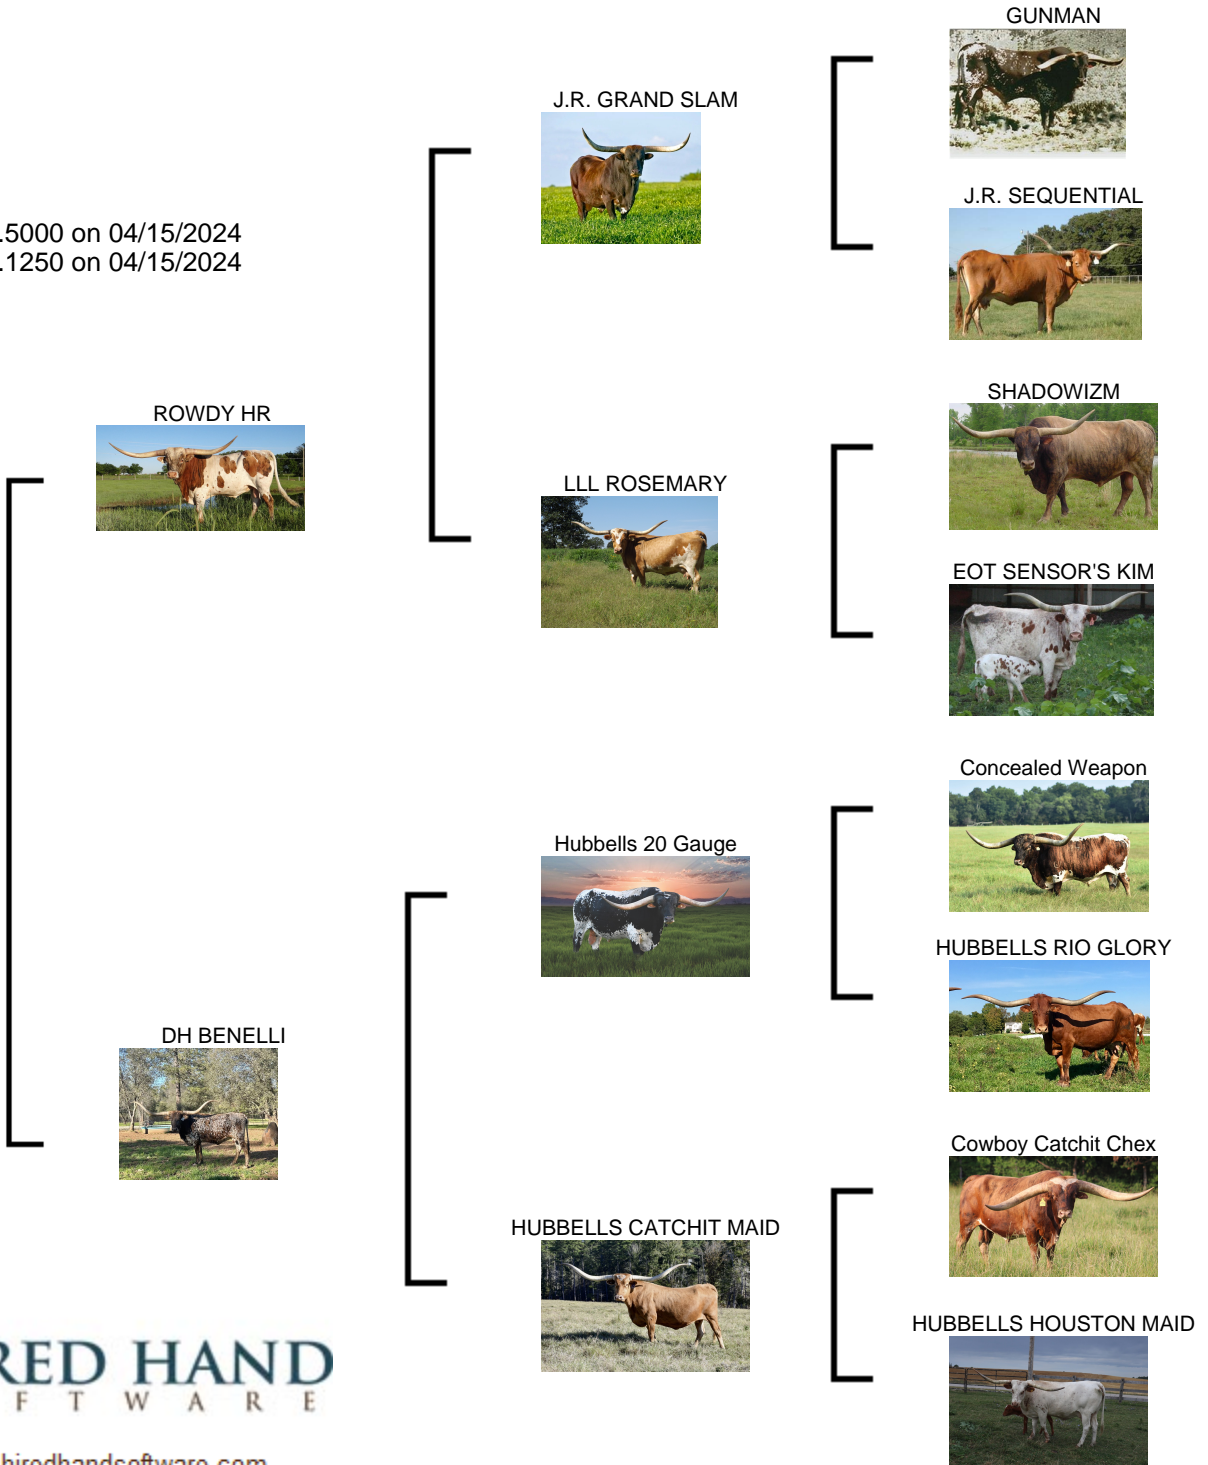 GUNMAN
J.R. GRAND SLAM
J.R. SEQUENTIAL
.5000 on 04/15/2024
.1250 on 04/15/2024
SHADOWIZM
ROWDY HR
LLL ROSEMARY
EOT SENSOR'S KIM
Concealed Weapon
Hubbells 20 Gauge
HUBBELLS RIO GLORY
DH BENELLI
Cowboy Catchit Chex
HUBBELLS CATCHIT MAID
HUBBELLS HOUSTON MAID
RED HAND
F T W A R E
hiredhandsoftware.com